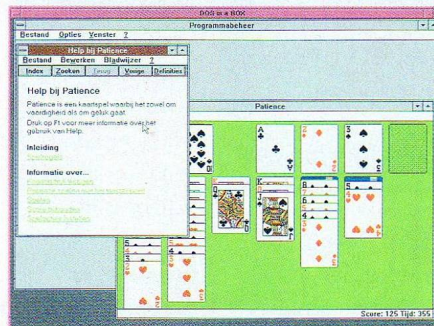 DOS in a BOX
Programmabeheer
Bestand Opties Venster ?
Help bij Patience
Bestand Bewerken Bladwijzer ?
Index Zoeken Terug Vorige Definities
Help bij Patience
Patience is een kaartspel waarbij het zowel om
vaardigheid als om geluk gaat.
Druk op F1 voor meer informatie over het
gebruik van Help.
Inleiding
Informatie over...
Patience
Score: 125 Tijd: 355